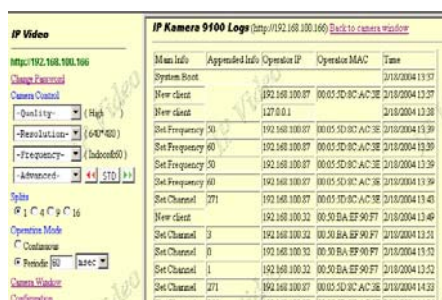 IP Video
http://192.168.100.166
Change Password
Camera Control
-Quality- ( High )
-Resolution- ( 640*480 )
-Frequency- ( Indoor60 )
-Advanced- STD
Splits
1 4 9 16
Operation Mode
Continuous
Periodic 80 msec
Camera Window
Configuration
IP Kamera 9100 Logs (http://192.168.100.166) Back to camera window
Main Info Appended Info Operator IP Operator MAC Time
System Boot 2/18/2004 13:37
New client 192.168.100.87 00:05:5D:8C:AC:3E 2/18/2004 13:37
New client 127.0.0.1 2/18/2004 13:38
Set Frequency 50 192.168.100.87 00:05:5D:8C:AC:3E 2/18/2004 13:39
Set Frequency 60 192.168.100.87 00:05:5D:8C:AC:3E 2/18/2004 13:39
Set Frequency 50 192.168.100.87 00:05:5D:8C:AC:3E 2/18/2004 13:39
Set Frequency 60 192.168.100.87 00:05:5D:8C:AC:3E 2/18/2004 13:39
Set Channel 271 192.168.100.87 00:05:5D:8C:AC:3E 2/18/2004 13:43
New client 192.168.100.32 00:50:BA:EF:90:F7 2/18/2004 13:49
Set Channel 3 192.168.100.32 00:50:BA:EF:90:F7 2/18/2004 13:51
Set Channel 0 192.168.100.32 00:50:BA:EF:90:F7 2/18/2004 13:52
Set Channel 1 192.168.100.32 00:50:BA:EF:90:F7 2/18/2004 13:52
Set Channel 271 192.168.100.87 00:05:5D:8C:AC:3E 2/18/2004 14:33